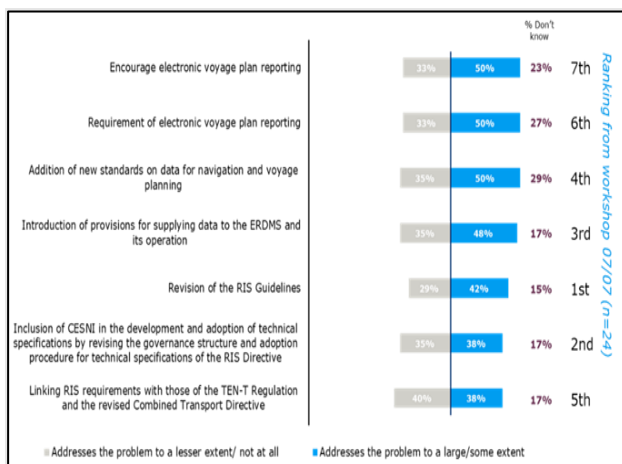 % Don't
know
Encourage electronic voyage plan reporting
33% 50% 23% 7th
Requirement of electronic voyage plan reporting
33% 50% 27% 6th
Addition of new standards on data for navigation and voyage
planning
35% 50% 29% 4th
Introduction of provisions for supplying data to the ERDMS and
its operation
35% 48% 17% 3rd
Revision of the RIS Guidelines
29% 42% 15% 1st
Inclusion of CESNI in the development and adoption of technical
specifications by revising the governance structure and adoption
procedure for technical specifications of the RIS Directive
35% 38% 17% 2nd
Linking RIS requirements with those of the TEN-T Regulation
and the revised Combined Transport Directive
40% 38% 17% 5th
Ranking from workshop 07/07 (n=24)
Addresses the problem to a lesser extent/ not at all
Addresses the problem to a large/some extent